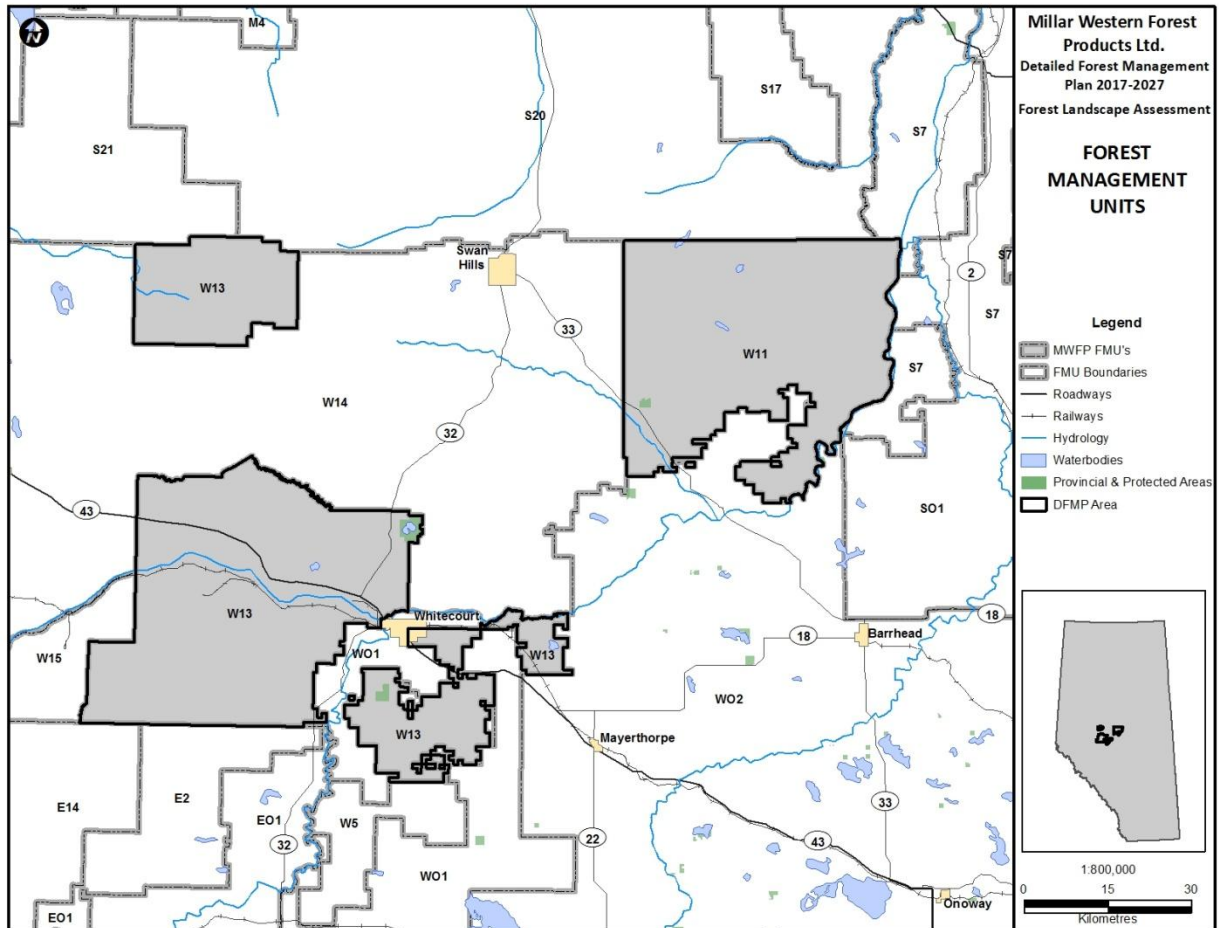 N
M4
S17
S20
S7
S21
Swan
Hills
W13
2
S7
S7
33
W11
S7
W14
32
43
SO1
W13
Whitecourt
18
WO1
18
Barrhead
W13
W15
WO2
W13
Mayerthorpe
E14
E2
EO1
W5
33
32
22
43
WO1
EO1
Onoway
Millar Western Forest
Products Ltd.
Detailed Forest Management
Plan 2017-2027
Forest Landscape Assessment
FOREST
MANAGEMENT
UNITS
Legend
MWFP FMU's
FMU Boundaries
Roadways
Railways
Hydrology
Waterbodies
Provincial & Protected Areas
DFMP Area
1:800,000
0 15 30
Kilometres